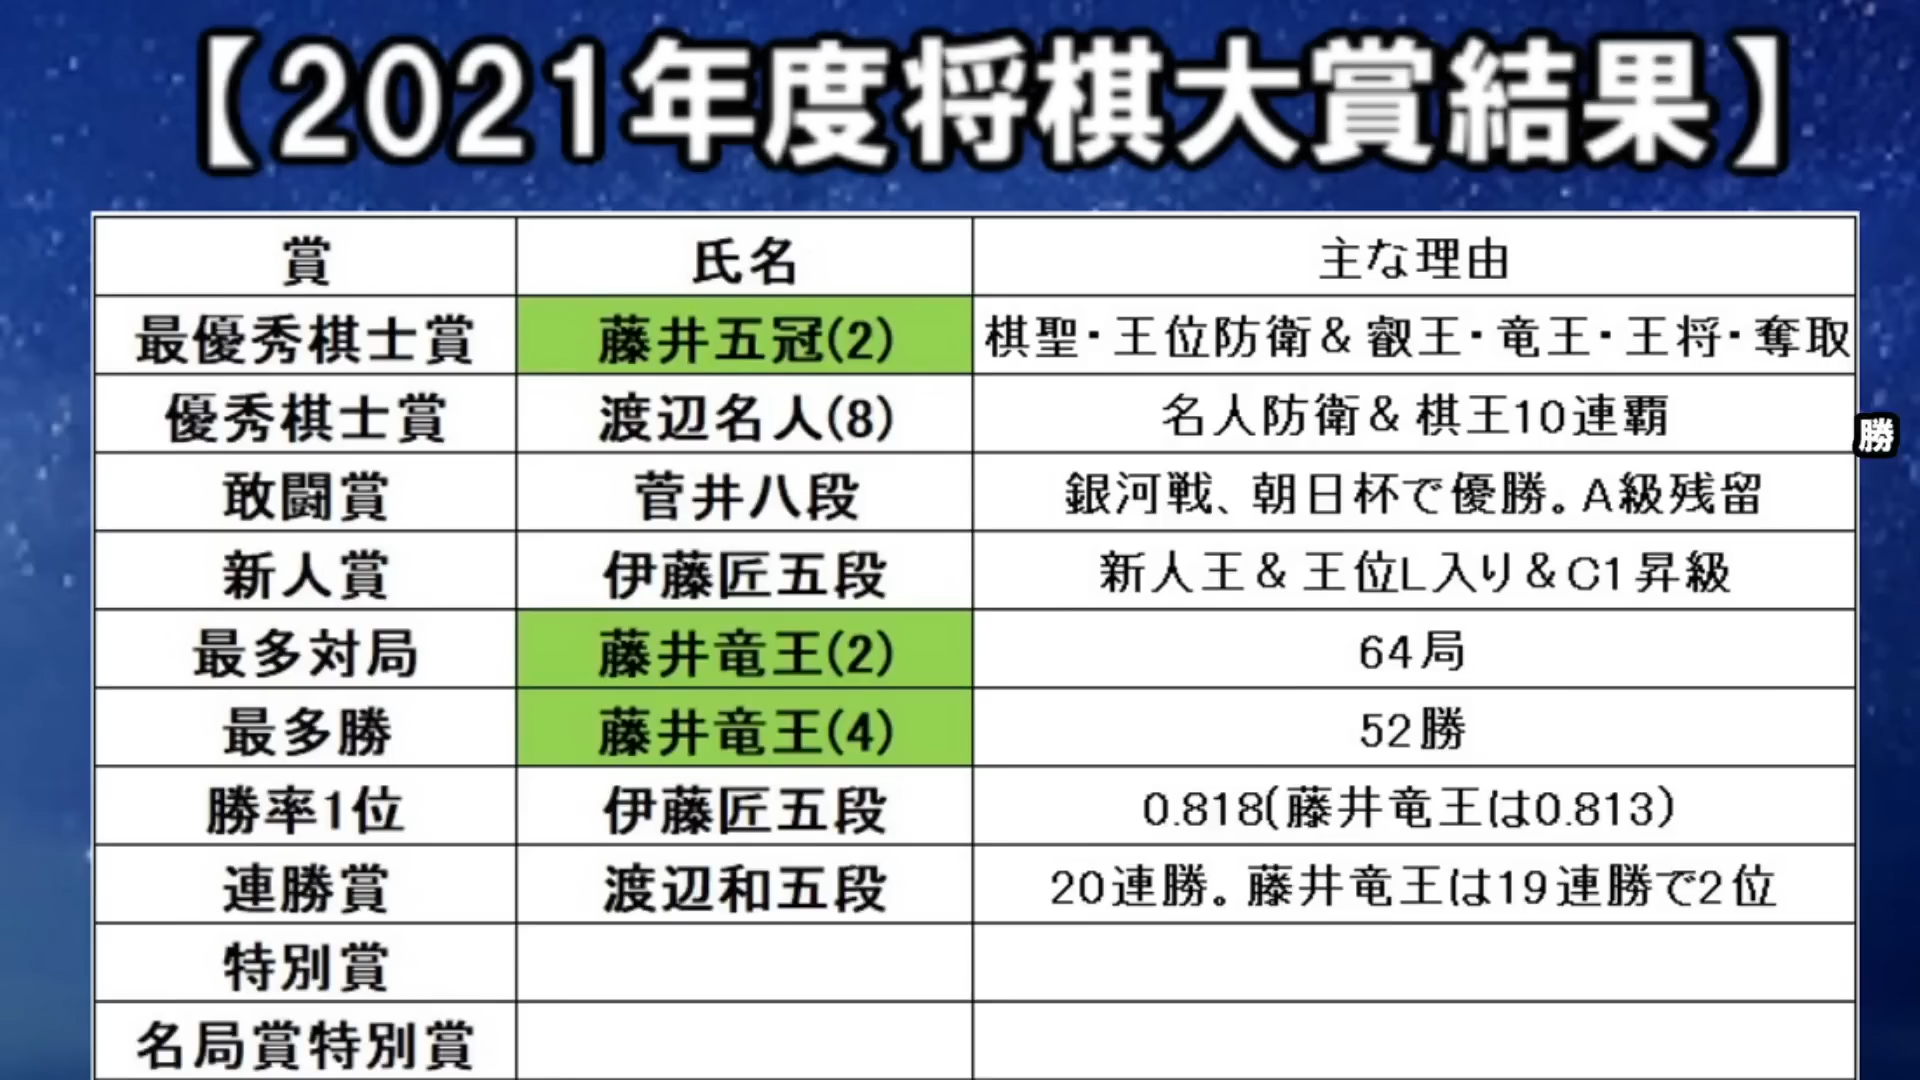 【2021年度将棋大賞結果】
賞 氏名 主な理由
最優秀棋士賞 藤井五冠(2) 棋聖・王位防衛＆叡王・竜王・王将・奪取
優秀棋士賞 渡辺名人(8) 名人防衛＆棋王10連覇
勝
敢闘賞 菅井八段 銀河戦、朝日杯で優勝。A級残留
新人賞 伊藤匠五段 新人王＆王位L入り＆C1昇級
最多対局 藤井竜王(2) 64局
最多勝 藤井竜王(4) 52勝
勝率1位 伊藤匠五段 0.818(藤井竜王は0.813)
連勝賞 渡辺和五段 20連勝。藤井竜王は19連勝で2位
特別賞
名局賞特別賞